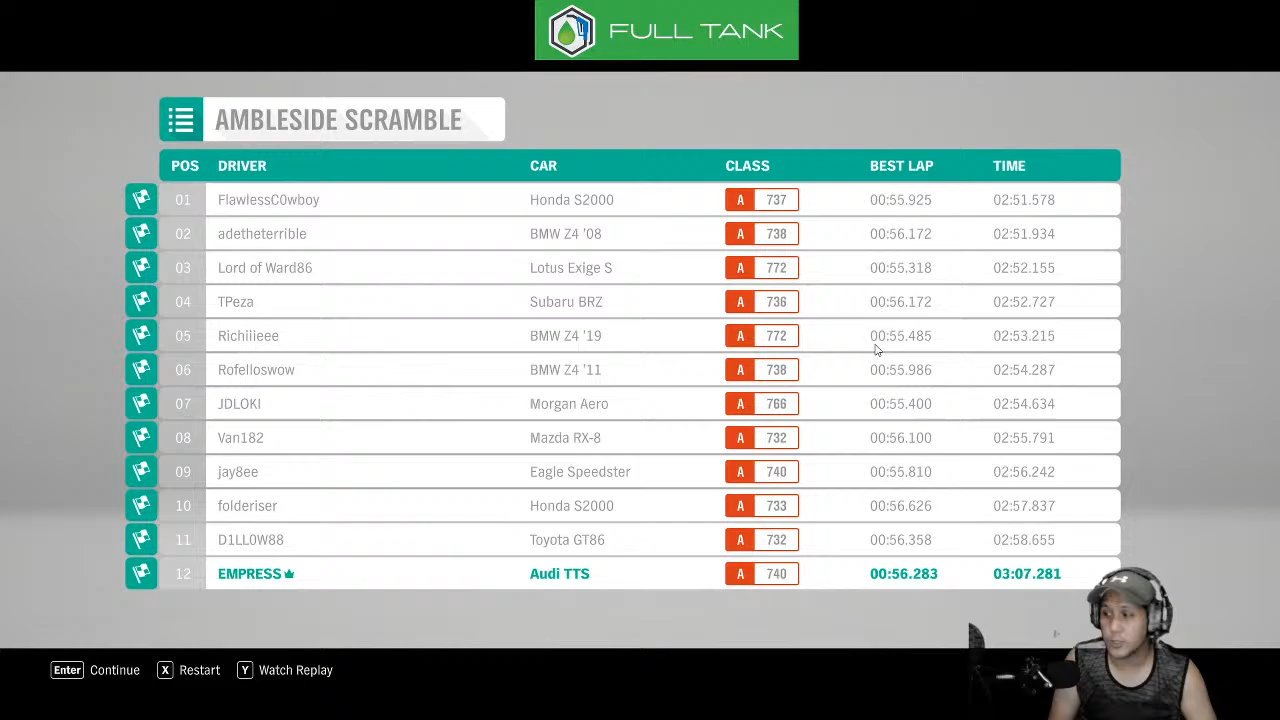 FULL TANK
AMBLESIDE SCRAMBLE
POS DRIVER CAR CLASS BEST LAP TIME
01 FlawlessC0wboy Honda S2000 A 737 00:55.925 02:51.578
02 adetheterrible BMW Z4 '08 A 738 00:56.172 02:51.934
03 Lord of Ward86 Lotus Exige S A 772 00:55.318 02:52.155
04 TPeza Subaru BRZ A 736 00:56.172 02:52.727
05 Richiiieee BMW Z4 '19 A 772 00:55.485 02:53.215
06 Rofelloswow BMW Z4 '11 A 738 00:55.986 02:54.287
07 JDLOKI Morgan Aero A 766 00:55.400 02:54.634
08 Van182 Mazda RX-8 A 732 00:56.100 02:55.791
09 jay8ee Eagle Speedster A 740 00:55.810 02:56.242
10 folderiser Honda S2000 A 733 00:56.626 02:57.837
11 D1LL0W88 Toyota GT86 A 732 00:56.358 02:58.655
12 EMPRESS Audi TTS A 740 00:56.283 03:07.281
Enter Continue X Restart Y Watch Replay